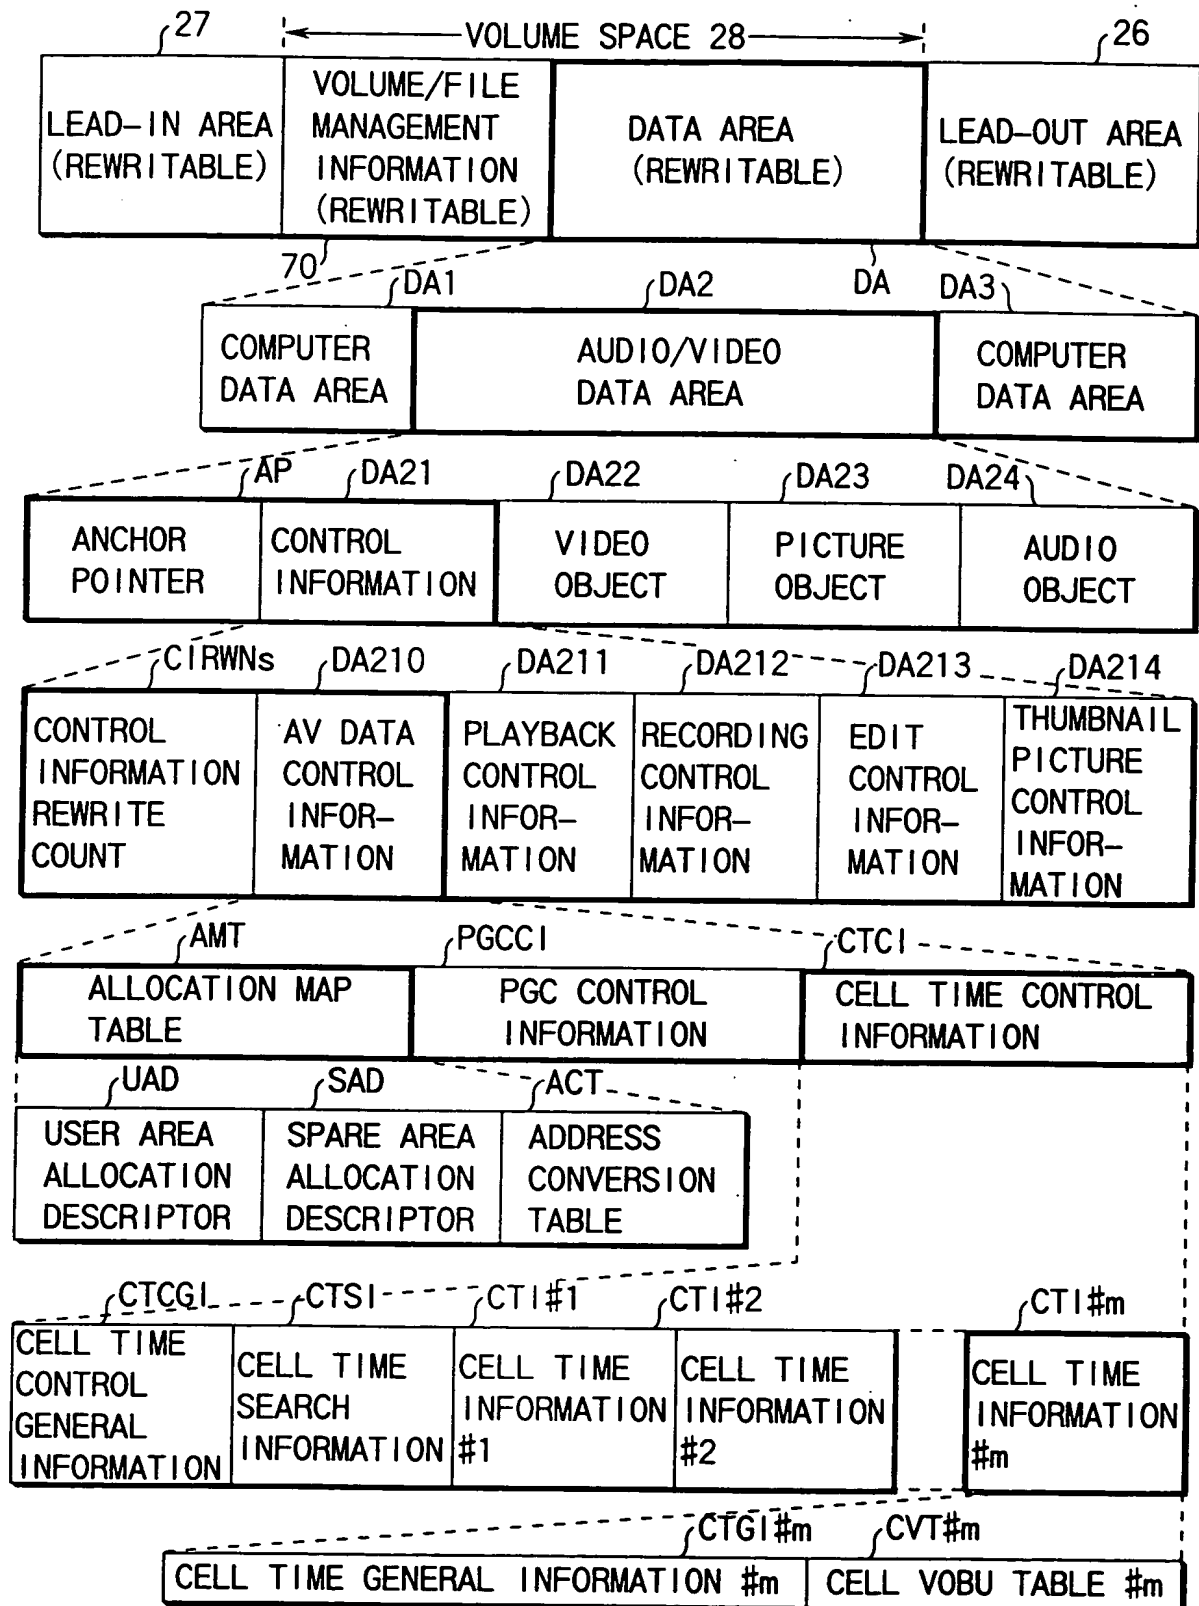 27
VOLUME SPACE 28
26
LEAD-IN AREA
(REWRITABLE)
VOLUME/FILE
MANAGEMENT
INFORMATION
(REWRITABLE)
DATA AREA
(REWRITABLE)
LEAD-OUT AREA
(REWRITABLE)
70
DA
DA1
DA2
DA3
COMPUTER
DATA AREA
AUDIO/VIDEO
DATA AREA
COMPUTER
DATA AREA
AP
DA21
DA22
DA23
DA24
ANCHOR
POINTER
CONTROL
INFORMATION
VIDEO
OBJECT
PICTURE
OBJECT
AUDIO
OBJECT
CIRWNs
DA210
DA211
DA212
DA213
DA214
CONTROL
INFORMATION
REWRITE
COUNT
AV DATA
CONTROL
INFOR-
MATION
PLAYBACK
CONTROL
INFOR-
MATION
RECORDING
CONTROL
INFOR-
MATION
EDIT
CONTROL
INFOR-
MATION
THUMBNAIL
PICTURE
CONTROL
INFOR-
MATION
AMT
PGCCI
CTCI
ALLOCATION MAP
TABLE
PGC CONTROL
INFORMATION
CELL TIME CONTROL
INFORMATION
UAD
SAD
ACT
USER AREA
ALLOCATION
DESCRIPTOR
SPARE AREA
ALLOCATION
DESCRIPTOR
ADDRESS
CONVERSION
TABLE
CTCGI
CTSI
CTI#1
CTI#2
CTI#m
CELL TIME
CONTROL
GENERAL
INFORMATION
CELL TIME
SEARCH
INFORMATION
CELL TIME
INFORMATION
#1
CELL TIME
INFORMATION
#2
CELL TIME
INFORMATION
#m
CTGI#m
CVT#m
CELL TIME GENERAL INFORMATION #m
CELL VOBU TABLE #m